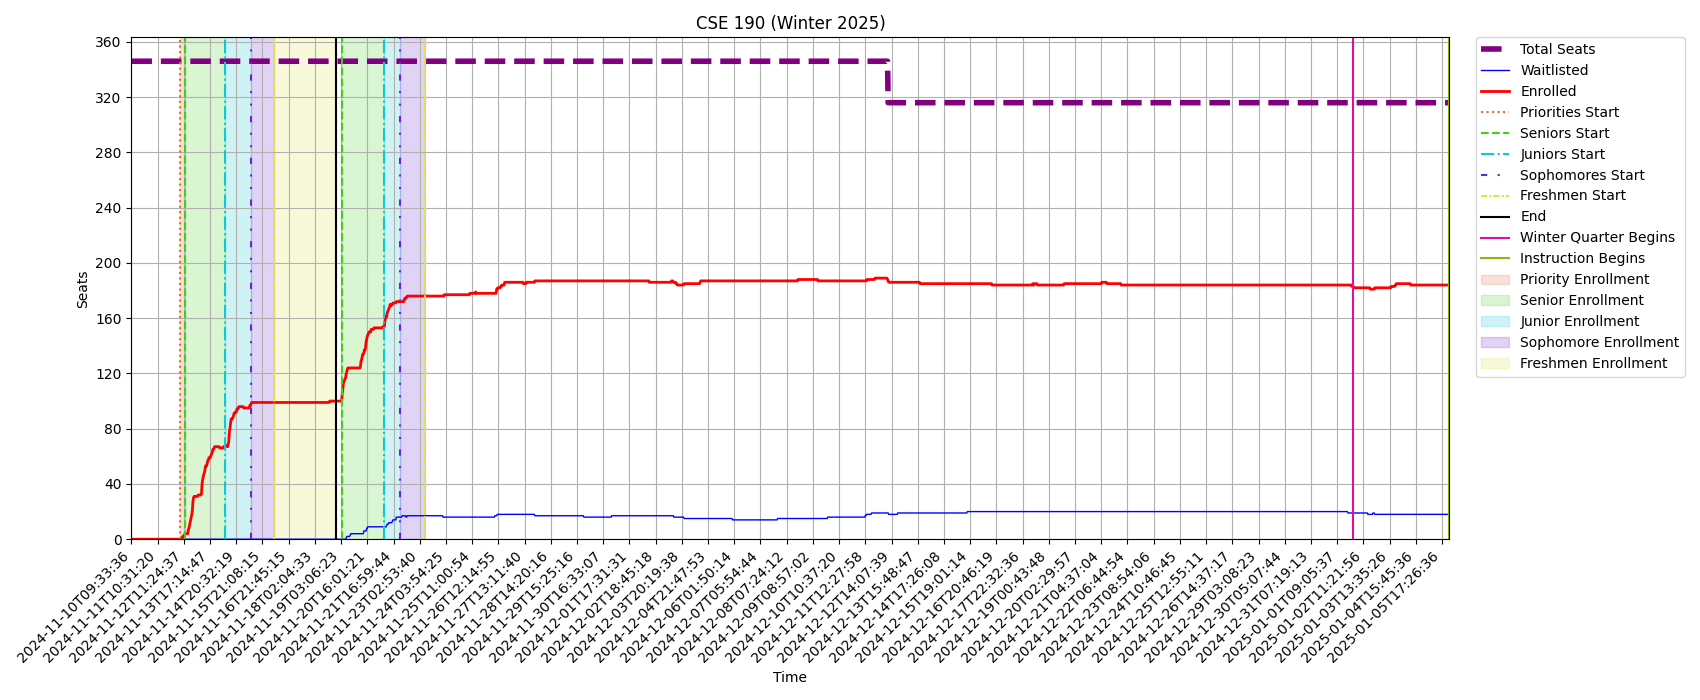 CSE 190 (Winter 2025)
360
320
280
240
200
160
120
80
40
0
Seats
2024-11-10T09:33:36
2024-11-11T10:31:20
2024-11-12T11:24:37
2024-11-13T17:14:47
2024-11-14T20:32:19
2024-11-15T21:08:15
2024-11-16T21:45:15
2024-11-18T02:04:33
2024-11-19T03:06:23
2024-11-20T16:01:21
2024-11-21T16:59:44
2024-11-23T02:53:40
2024-11-24T03:54:25
2024-11-25T11:00:54
2024-11-26T12:14:55
2024-11-27T13:11:40
2024-11-28T14:20:16
2024-11-29T15:25:16
2024-11-30T16:33:07
2024-12-01T17:31:31
2024-12-02T18:45:18
2024-12-03T20:19:38
2024-12-04T21:47:53
2024-12-06T01:50:14
2024-12-07T05:54:44
2024-12-08T07:24:12
2024-12-09T08:57:02
2024-12-10T10:37:20
2024-12-11T12:27:58
2024-12-12T14:07:39
2024-12-13T15:48:47
2024-12-14T17:26:08
2024-12-15T19:01:14
2024-12-16T20:46:19
2024-12-17T22:32:36
2024-12-19T00:43:48
2024-12-20T02:29:57
2024-12-21T04:37:04
2024-12-22T06:44:54
2024-12-23T08:54:06
2024-12-24T10:46:45
2024-12-25T12:55:11
2024-12-26T14:37:17
2024-12-29T03:08:23
2024-12-30T05:07:44
2024-12-31T07:19:13
2025-01-01T09:05:37
2025-01-02T11:21:56
2025-01-03T13:35:26
2025-01-04T15:45:36
2025-01-05T17:26:36
Time
Total Seats
Waitlisted
Enrolled
Priorities Start
Seniors Start
Juniors Start
Sophomores Start
Freshmen Start
End
Winter Quarter Begins
Instruction Begins
Priority Enrollment
Senior Enrollment
Junior Enrollment
Sophomore Enrollment
Freshmen Enrollment